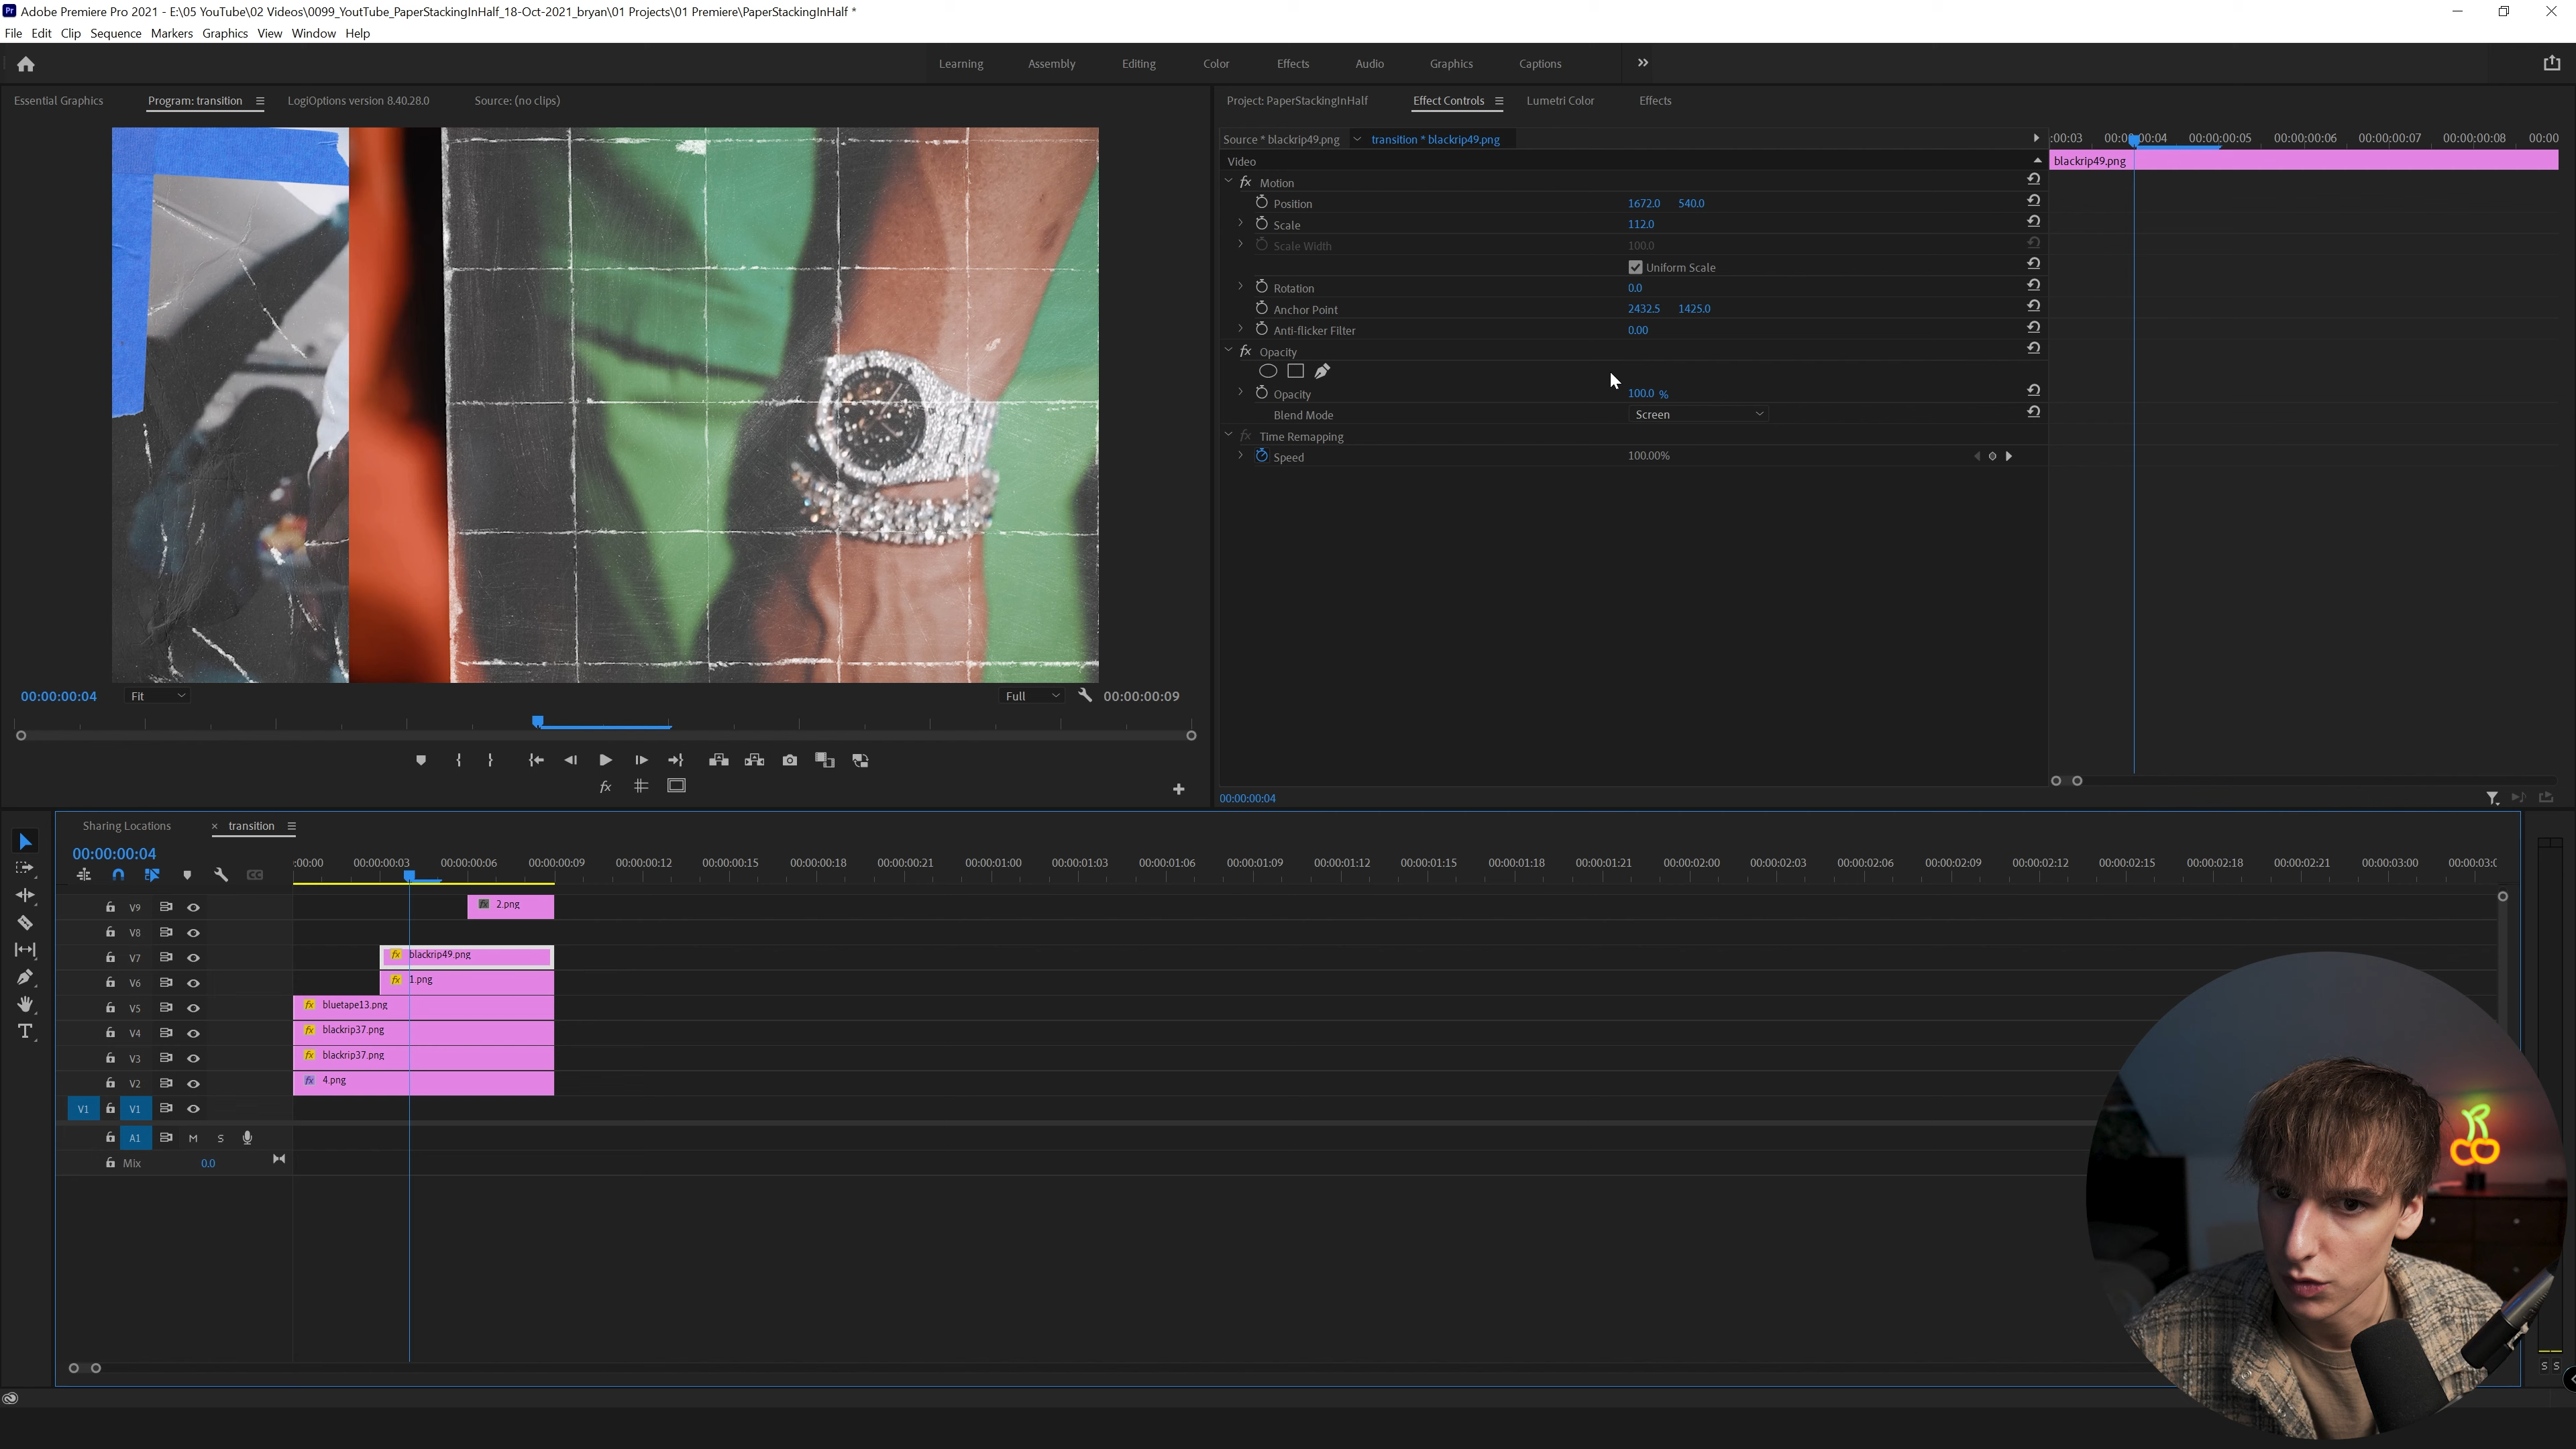 Adobe Premiere Pro 2021 - E:\05 YouTube\02 Videos\0099_YoutTube_PaperStackingInHalf_18-Oct-2021_bryan\01 Projects\01 Premiere\PaperStackingInHalf *
File Edit Clip Sequence Markers Graphics View Window Help
Learning Assembly Editing Color Effects Audio Graphics Captions
Essential Graphics Program: transition LogiOptions version 8.40.28.0 Source: (no clips)
Project: PaperStackingInHalf Effect Controls Lumetri Color Effects
Source * blackrip49.png transition * blackrip49.png
:00:03 00:00:00:04 00:00:00:05 00:00:00:06 00:00:00:07 00:00:00:08 00:00
Video
blackrip49.png
fx Motion
Position 1672.0 540.0
Scale 112.0
Scale Width 100.0
Uniform Scale
Rotation 0.0
Anchor Point 2432.5 1425.0
Anti-flicker Filter 0.00
fx Opacity
Opacity 100.0 %
Blend Mode Screen
fx Time Remapping
Speed 100.00%
00:00:00:04 Fit Full 00:00:00:09
fx
00:00:00:04
Sharing Locations × transition
00:00:00:04
:00:00 00:00:00:03 00:00:00:06 00:00:00:09 00:00:00:12 00:00:00:15 00:00:00:18 00:00:00:21 00:00:01:00 00:00:01:03 00:00:01:06 00:00:01:09 00:00:01:12 00:00:01:15 00:00:01:18 00:00:01:21 00:00:02:00 00:00:02:03 00:00:02:06 00:00:02:09 00:00:02:12 00:00:02:15 00:00:02:18 00:00:02:21 00:00:03:00 00:00:03:0
V9 fx 2.png
V8
V7 fx blackrip49.png
V6 fx 1.png
V5 fx bluetape13.png
V4 fx blackrip37.png
V3 fx blackrip37.png
V2 fx 4.png
V1 V1
A1 M S
Mix 0.0
S S